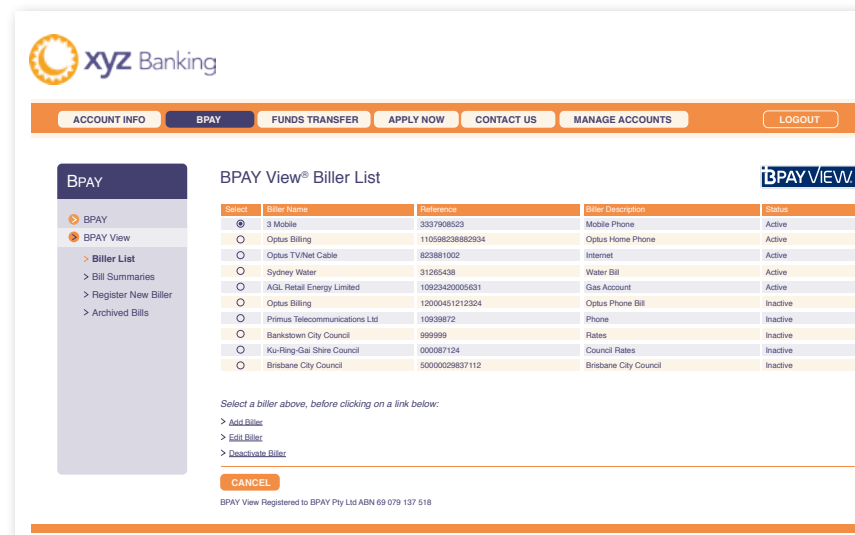 xyz Banking
ACCOUNT INFO BPAY FUNDS TRANSFER APPLY NOW CONTACT US MANAGE ACCOUNTS LOGOUT
BPAY
BPAY
BPAY View
> Biller List
> Bill Summaries
> Register New Biller
> Archived Bills
BPAY View® Biller List
BPAY VIEW
Select Biller Name Reference Biller Description Status
3 Mobile 3337908523 Mobile Phone Active
Optus Billing 110598238882934 Optus Home Phone Active
Optus TV/Net Cable 823881002 Internet Active
Sydney Water 31265438 Water Bill Active
AGL Retail Energy Limited 10923420005631 Gas Account Active
Optus Billing 12000451212324 Optus Phone Bill Inactive
Primus Telecommunications Ltd 10939872 Phone Inactive
Bankstown City Council 999999 Rates Inactive
Ku-Ring-Gai Shire Council 000087124 Council Rates Inactive
Brisbane City Council 50000029837112 Brisbane City Council Inactive
Select a biller above, before clicking on a link below:
> Add Biller
> Edit Biller
> Deactivate Biller
CANCEL
BPAY View Registered to BPAY Pty Ltd ABN 69 079 137 518